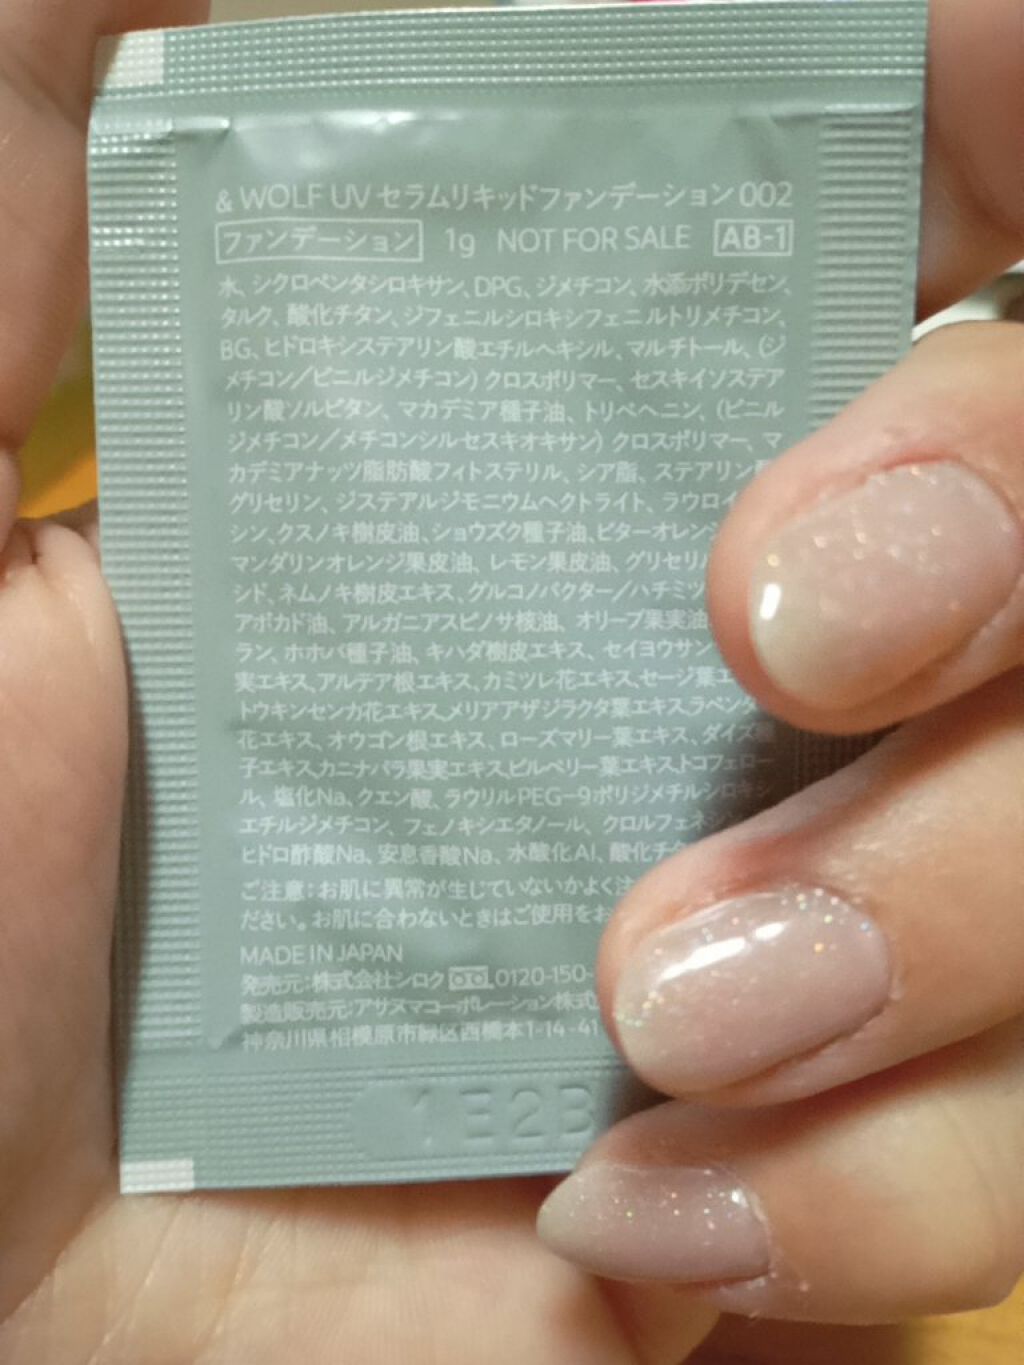 & WOLF UV セラムリキッドファンデーション 002
ファンデーション 1g NOT FOR SALE AB-1
水、シクロペンタシロキサン、DPG、ジメチコン、水添ポリデセン、
タルク、酸化チタン、ジフェニルシロキシフェニルトリメチコン、
BG、ヒドロキシステアリン酸エチルヘキシル、マルチトール、(ジ
メチコン/ビニルジメチコン) クロスポリマー、セスキイソステア
リン酸ソルビタン、マカデミア種子油、トリベヘニン、(ビニル
ジメチコン/メチコンシルセスキオキサン) クロスポリマー、マ
カデミアナッツ脂肪酸フィトステリル、シア脂、ステアリン
グリセリン、ジステアルジモニウムヘクトライト、ラウロイ
シン、クスノキ樹皮油、ショウズク種子油、ビターオレンジ
マンダリンオレンジ果皮油、レモン果皮油、グリセリ
シド、ネムノキ樹皮エキス、グルコノバクター/ハチミツ
アボカド油、アルガニアスピノサ核油、オリーブ果実油
ラン、ホホバ種子油、キハダ樹皮エキス、セイヨウサン
実エキス、アルテア根エキス、カミツレ花エキス、セージ葉エ
トウキンセンカ花エキス、メリアアザジラクタ葉エキス、ラベンダ
花エキス、オウゴン根エキス、ローズマリー葉エキス、ダイズ
子エキス、カニナバラ果実エキス、ビルベリー葉エキス、トコフェロー
ル、塩化Na、クエン酸、ラウリルPEG-9ポリジメチルシロキシ
エチルジメチコン、フェノキシエタノール、クロルフェネシ
ヒドロ酢酸Na、安息香酸Na、水酸化Al、酸化チタ
ご注意:お肌に異常が生じていないかよく注
ださい。お肌に合わないときはご使用をお
MADE IN JAPAN
発売元:株式会社シロク 0120-150-
製造販売元:アサヌマコーポレーション株式
神奈川県相模原市緑区西橋本1-14-41
1E2B